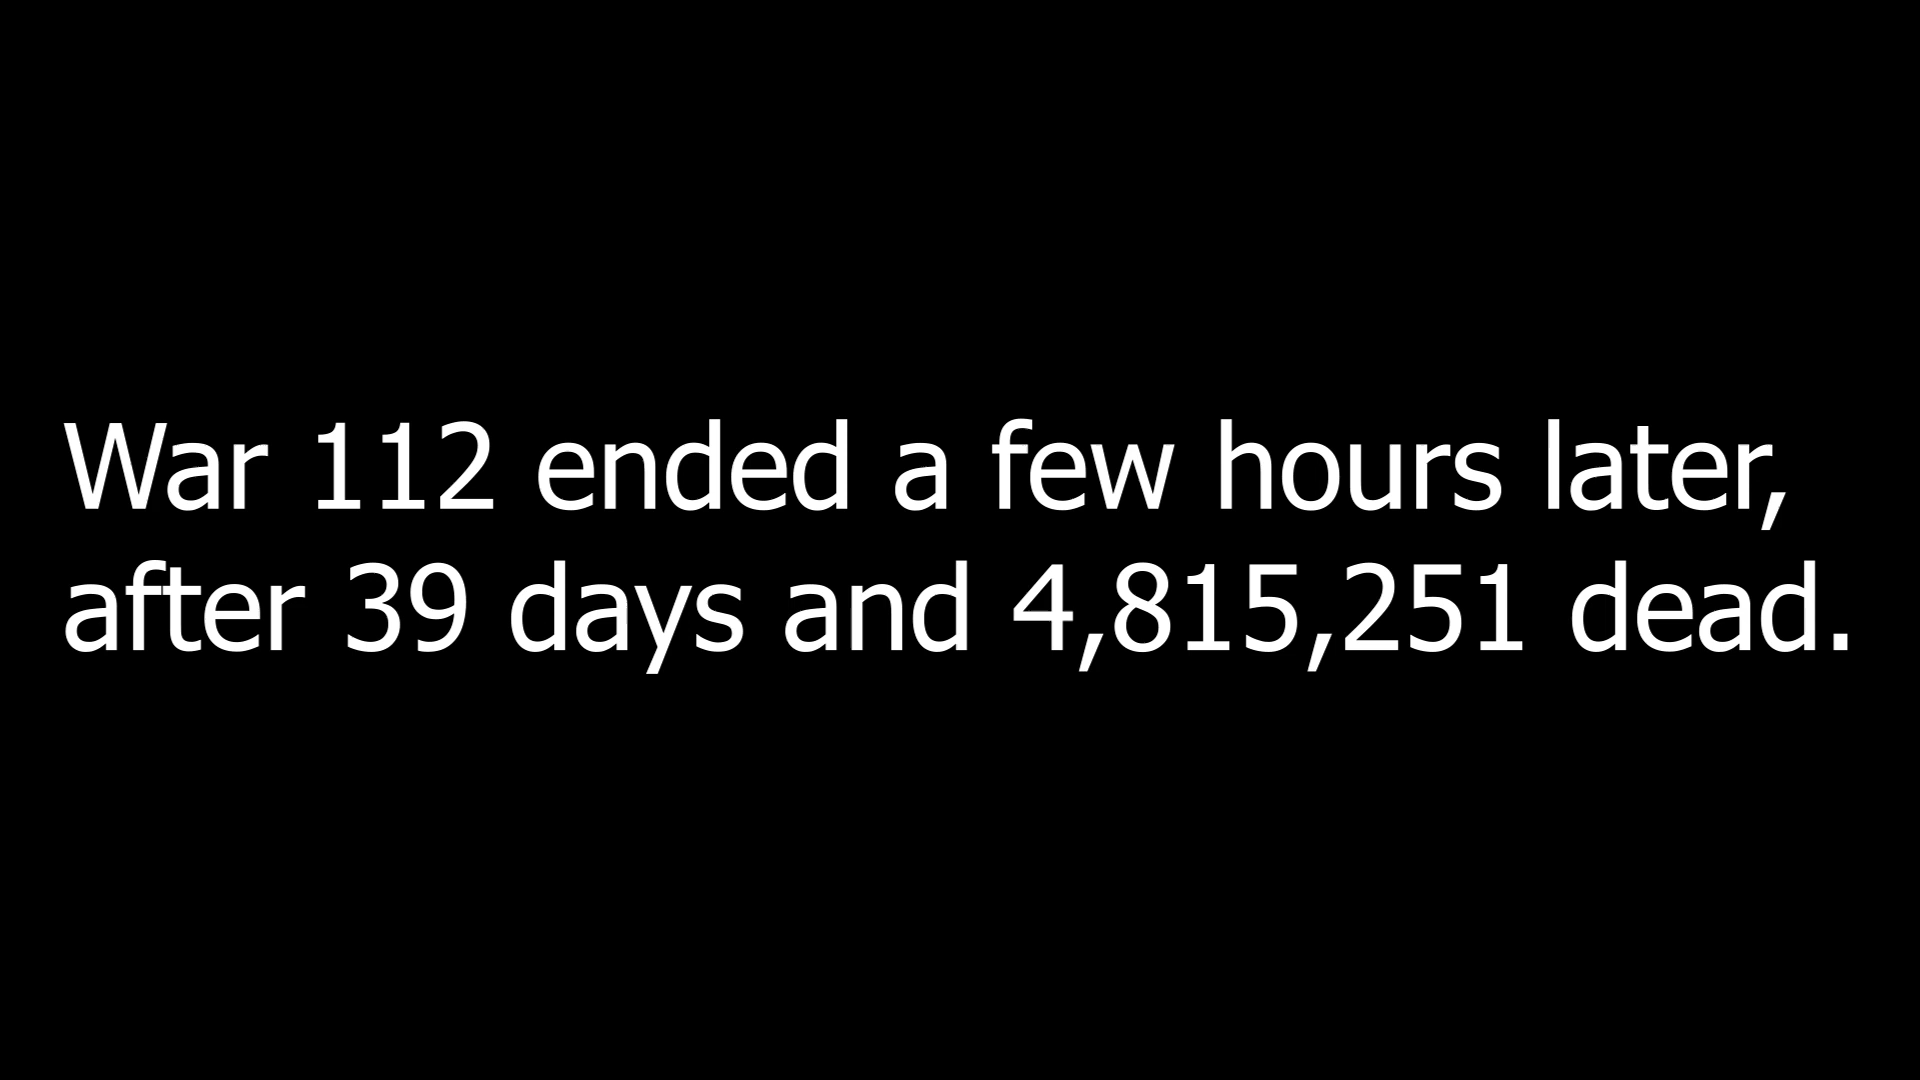 War 112 ended a few hours later,
after 39 days and 4,815,251 dead.